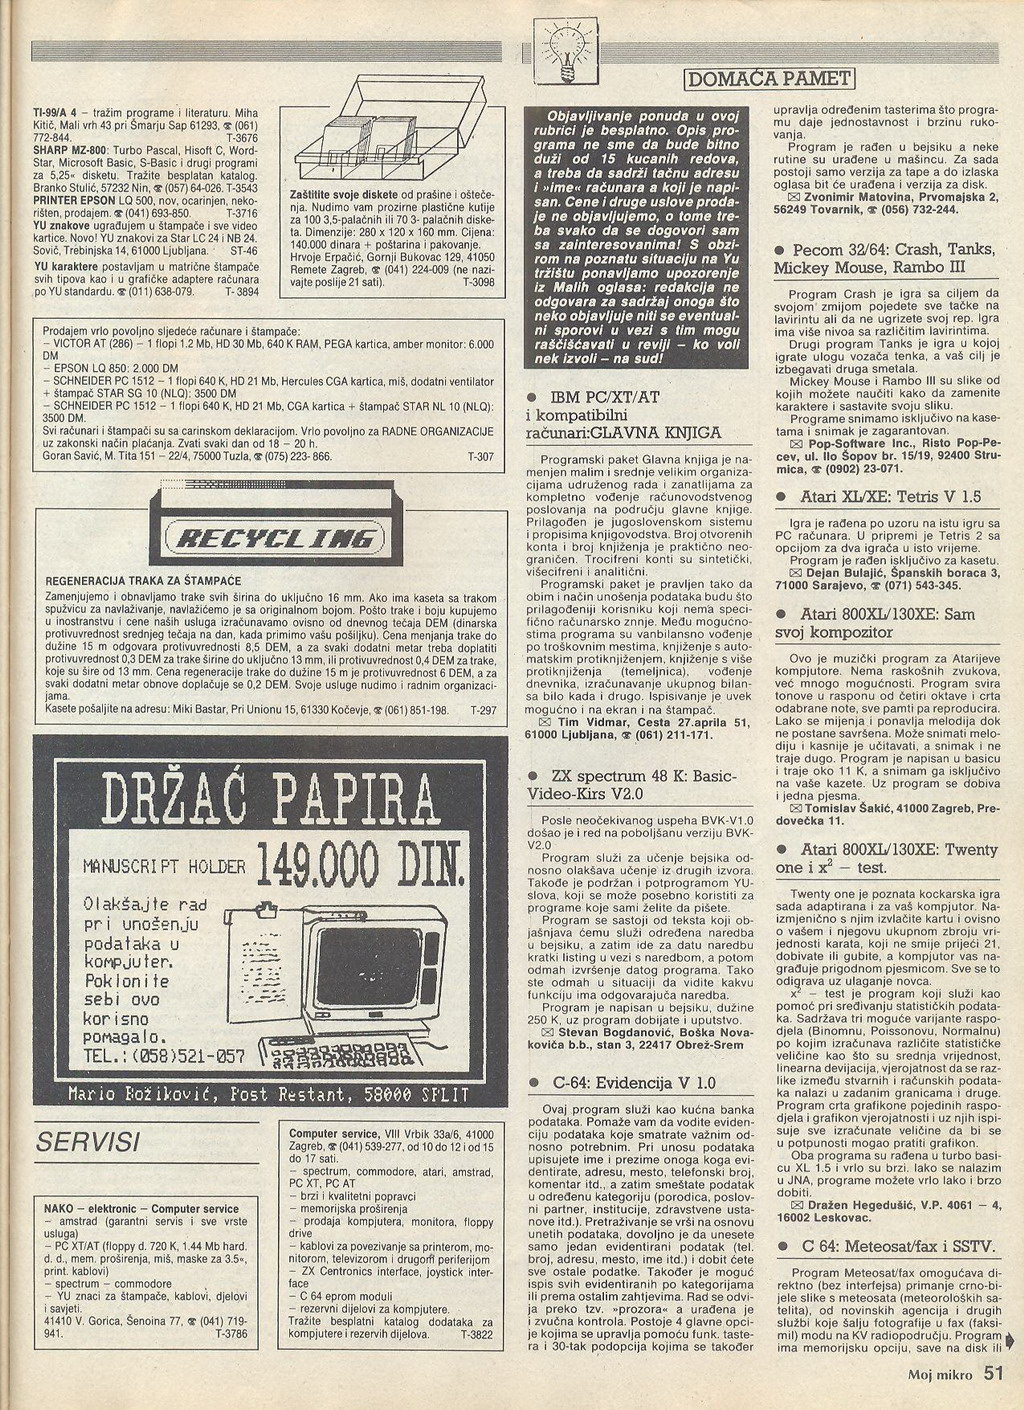 TI-99/A 4 – tražim programe i literaturu. Miha
Kitič, Mali vrh 43 pri Šmarju Sap 61293, ☎ (061)
772-844. T-3676
SHARP MZ-800: Turbo Pascal, Hisoft C, Word-
Star, Microsoft Basic, S-Basic i drugi programi
za 5,25« disketu. Tražite besplatan katalog.
Branko Stulić, 57232 Nin, ☎ (057) 64-026. T-3543
PRINTER EPSON LQ 500, nov, ocarinjen, neko-
rišten, prodajem. ☎ (041) 693-850. T-3716
YU znakove ugrađujem u štampače i sve video
kartice. Novo! YU znakovi za Star LC 24 i NB 24.
Sovič, Trebinjska 14, 61000 Ljubljana. ST-46
YU karaktere postavljam u matrične štampače
svih tipova kao i u grafičke adaptere računara
po YU standardu. ☎ (011) 638-079. T-3894
Zaštitite svoje diskete od prašine i ošteće-
nja. Nudimo vam prozirne plastične kutije
za 100 3,5-palačnih ili 70 3- palačnih diske-
ta. Dimenzije: 280 x 120 x 160 mm. Cijena:
140.000 dinara + poštarina i pakovanje.
Hrvoje Erpačić, Gornji Bukovac 129, 41050
Remete Zagreb, ☎ (041) 224-009 (ne nazi-
vajte poslije 21 sati). T-3098
Prodajem vrlo povoljno sljedeće računare i štampače:
– VICTOR AT (286) – 1 flopi 1.2 Mb, HD 30 Mb, 640 K RAM, PEGA kartica, amber monitor: 6.000
DM
– EPSON LQ 850: 2.000 DM
– SCHNEIDER PC 1512 – 1 flopi 640 K, HD 21 Mb, Hercules CGA kartica, miš, dodatni ventilator
+ štampač STAR SG 10 (NLQ): 3500 DM
– SCHNEIDER PC 1512 – 1 flopi 640 K, HD 21 Mb, CGA kartica + štampač STAR NL 10 (NLQ):
3500 DM.
Svi računari i štampači su sa carinskom deklaracijom. Vrlo povoljno za RADNE ORGANIZACIJE
uz zakonski način plaćanja. Zvati svaki dan od 18 – 20 h.
Goran Savić, M. Tita 151 – 22/4, 75000 Tuzla, ☎ (075) 223- 866. T-307
RECYCLING
REGENERACIJA TRAKA ZA ŠTAMPAĆE
Zamenjujemo i obnavljamo trake svih širina do uključno 16 mm. Ako ima kaseta sa trakom
spužvicu za navlaživanje, navlažićemo je sa originalnom bojom. Pošto trake i boju kupujemo
u inostranstvu i cene naših usluga izračunavamo ovisno od dnevnog tečaja DEM (dinarska
protivuvrednost srednjeg tečaja na dan, kada primimo vašu pošiljku). Cena menjanja trake do
dužine 15 m odgovara protivuvrednosti 8,5 DEM, a za svaki dodatni metar treba doplatiti
protivuvrednost 0,3 DEM za trake širine do uključno 13 mm, ili protivuvrednost 0,4 DEM za trake,
koje su šire od 13 mm. Cena regeneracije trake do dužine 15 m je protivuvrednost 6 DEM, a za
svaki dodatni metar obnove doplačuje se 0,2 DEM. Svoje usluge nudimo i radnim organizaci-
jama.
Kasete pošaljite na adresu: Miki Bastar, Pri Unionu 15, 61330 Kočevje, ☎ (061) 851-198. T-297
DRŽAČ PAPIRA
MANUSCRIPT HOLDER 149.000 DIN.
Olakšajte rad
pri unošenju
podataka u
kompjuter.
Poklonite
sebi ovo
korisno
pomagalo.
TEL.:(058)521-057
Mario Božiković, Post Restant, 58000 SPLIT
SERVISI
NAKO – elektronic – Computer service
– amstrad (garantni servis i sve vrste
usluga)
– PC XT/AT (floppy d. 720 K, 1.44 Mb hard.
d. d., mem. proširenja, miš, maske za 3.5«,
print. kablovi)
– spectrum – commodore
– YU znaci za štampače, kablovi, djelovi
i savjeti.
41410 V. Gorica, Šenoina 77, ☎ (041) 719-
941. T-3786
Computer service, VIII Vrbik 33a/6, 41000
Zagreb, ☎ (041) 539-277, od 10 do 12 i od 15
do 17 sati.
– spectrum, commodore, atari, amstrad,
PC XT, PC AT
– brzi i kvalitetni popravci
– memorijska proširenja
– prodaja kompjutera, monitora, floppy
drive
– kablovi za povezivanje sa printerom, mo-
nitorom, televizorom i drugorfl periferijom
– ZX Centronics interface, joystick inter-
face
– C 64 eprom moduli
– rezervni dijelovi za kompjutere.
Tražite besplatni katalog dodataka za
kompjutere i rezervih dijelova. T-3822
DOMAĆA PAMET
Objavljivanje ponuda u ovoj
rubrici je besplatno. Opis pro-
grama ne sme da bude bitno
duži od 15 kucanih redova,
a treba da sadrži tačnu adresu
i »ime« računara a koji je napi-
san. Cene i druge uslove proda-
je ne objavljujemo, o tome tre-
ba svako da se dogovori sam
sa zainteresovanima! S obzi-
rom na poznatu situaciju na Yu
tržištu ponavljamo upozorenje
iz Malih oglasa: redakcija ne
odgovara za sadržaj onoga što
neko objavljuje niti se eventual-
ni sporovi u vezi s tim mogu
raščišćavati u reviji – ko voli
nek izvoli – na sud!
● IBM PC/XT/AT
i kompatibilni
računari:GLAVNA KNJIGA
Programski paket Glavna knjiga je na-
menjen malim i srednje velikim organiza-
cijama udruženog rada i zanatlijama za
kompletno vođenje računovodstvenog
poslovanja na području glavne knjige.
Prilagođen je jugoslovenskom sistemu
i propisima knjigovodstva. Broj otvorenih
konta i broj knjiženja je praktično neo-
graničen. Trocifreni konti su sintetički,
višecifreni i analitični.
Programski paket je pravljen tako da
obim i način unošenja podataka budu što
prilagođeniji korisniku koji nema speci-
fično računarsko znnje. Među mogućno-
stima programa su vanbilansno vođenje
po troškovnim mestima, knjiženje s auto-
matskim protiknjiženjem, knjiženje s više
protiknjiženja (temeljnica), vođenje
dnevnika, izračunavanje ukupnog bilan-
sa bilo kada i drugo. Ispisivanje je uvek
mogućno i na ekran i na štampač.
✉ Tim Vidmar, Cesta 27.aprila 51,
61000 Ljubljana, ☎ (061) 211-171.
● ZX spectrum 48 K: Basic-
Video-Kirs V2.0
Posle neočekivanog uspeha BVK-V1.0
došao je i red na poboljšanu verziju BVK-
V2.0
Program služi za učenje bejsika od-
nosno olakšava učenje iz drugih izvora.
Takođe je podržan i potprogramom YU-
slova, koji se može posebno koristiti za
programe koje sami želite da pišete.
Program se sastoji od teksta koji ob-
jašnjava ćemu služi određena naredba
u bejsiku, a zatim ide za datu naredbu
kratki listing u vezi s naredbom, a potom
odmah izvršenje datog programa. Tako
ste odmah u situaciji da vidite kakvu
funkciju ima odgovarajuća naredba.
Program je napisan u bejsiku, dužine
250 K, uz program dobijate i uputstvo.
✉ Stevan Bogdanović, Boška Nova-
kovića b.b., stan 3, 22417 Obrež-Srem
● C-64: Evidencija V 1.0
Ovaj program služi kao kućna banka
podataka. Pomaže vam da vodite eviden-
ciju podataka koje smatrate važnim od-
nosno potrebnim. Pri unosu podataka
upisujete ime i prezime onoga koga evi-
dentirate, adresu, mesto, telefonski broj,
komentar itd., a zatim smeštate podatak
u određenu kategoriju (porodica, poslov-
ni partner, institucije, zdravstvene usta-
nove itd.). Pretraživanje se vrši na osnovu
unetih podataka, dovoljno je da unesete
samo jedan evidentirani podatak (tel.
broj, adresu, mesto, ime itd.) i dobit ćete
sve ostale podatke. Također je moguć
ispis svih evidentiranih po kategorijama
ili prema ostalim zahtjevima. Rad se odvi-
ja preko tzv. »prozora« a urađena je
i zvučna kontrola. Postoje 4 glavne opci-
je kojima se upravlja pomoću funk. taste-
ra i 30-tak podopcija kojima se također
upravlja određenim tasterima što progra-
mu daje jednostavnost i brzinu ruko-
vanja.
Program je rađen u bejsiku a neke
rutine su urađene u mašincu. Za sada
postoji samo verzija za tape a do izlaska
oglasa bit će urađena i verzija za disk.
✉ Zvonimir Matovina, Prvomajska 2,
56249 Tovarnik, ☎ (056) 732-244.
● Pecom 32/64: Crash, Tanks,
Mickey Mouse, Rambo III
Program Crash je igra sa ciljem da
svojom zmijom pojedete sve tačke na
lavirintu ali da ne ugrizete svoj rep. Igra
ima više nivoa sa različitim lavirintima.
Drugi program Tanks je igra u kojoj
igrate ulogu vozača tenka, a vaš cilj je
izbegavati druga smetala.
Mickey Mouse i Rambo III su slike od
kojih možete naučiti kako da zamenite
karaktere i sastavite svoju sliku.
Programe snimamo isključivo na kase-
tama i snimak je zagarantovan.
✉ Pop-Software Inc., Risto Pop-Pe-
cev, ul. Ilo Šopov br. 15/19, 92400 Stru-
mica, ☎ (0902) 23-071.
● Atari XL/XE: Tetris V 1.5
Igra je rađena po uzoru na istu igru sa
PC računara. U pripremi je Tetris 2 sa
opcijom za dva igrača u isto vrijeme.
Program je rađen isključivo za kasetu.
✉ Dejan Bulajić, Španskih boraca 3,
71000 Sarajevo, ☎ (071) 543-345.
● Atari 800XL/130XE: Sam
svoj kompozitor
Ovo je muzički program za Atarijeve
kompjutore. Nema raskošnih zvukova,
već mnogo mogućnosti. Program svira
tonove u rasponu od četiri oktave i crta
odabrane note, sve pamti pa reproducira.
Lako se mijenja i ponavlja melodija dok
ne postane savršena. Može snimati melo-
diju i kasnije je učitavati, a snimak i ne
traje dugo. Program je napisan u basicu
i traje oko 11 K, a snimam ga isključivo
na vaše kazete. Uz program se dobiva
i jedna pjesma.
✉ Tomislav Šakić, 41000 Zagreb, Pre-
dovečka 11.
● Atari 800XL/130XE: Twenty
one i x² – test.
Twenty one je poznata kockarska igra
sada adaptirana i za vaš kompjutor. Na-
izmjenično s njim izvlačite kartu i ovisno
o vašem i njegovu ukupnom zbroju vri-
jednosti karata, koji ne smije prijeći 21,
dobivate ili gubite, a kompjutor vas na-
građuje prigodnom pjesmicom. Sve se to
odigrava uz ulaganje novca.
x² – test je program koji služi kao
pomoć pri sređivanju statističkih podata-
ka. Sadržava tri moguće varijante raspo-
djela (Binomnu, Poissonovu, Normalnu)
po kojim izračunava različite statističke
veličine kao što su srednja vrijednost,
linearna devijacija, vjerojatnost da se raz-
like između stvarnih i računskih podata-
ka nalazi u zadanim granicama i druge.
Program crta grafikone pojedinih raspo-
djela i grafikon vjerojatnosti i uz njih ispi-
suje sve izračunate veličine da bi se
u potpunosti mogao pratiti grafikon.
Oba programa su rađena u turbo basi-
cu XL 1.5 i vrlo su brzi. Iako se nalazim
u JNA, programe možete vrlo lako i brzo
dobiti.
✉ Dražen Hegedušić, V.P. 4061 – 4,
16002 Leskovac.
● C 64: Meteosat/fax i SSTV.
Program Meteosat/fax omogućava di-
rektno (bez interfejsa) primanje crno-bi-
jele slike s meteosata (meteoroloških sa-
telita), od novinskih agencija i drugih
službi koje šalju fotografije u fax (faksi-
mil) modu na KV radiopodručju. Program
ima memorijsku opciju, save na disk ili
Moj mikro 51